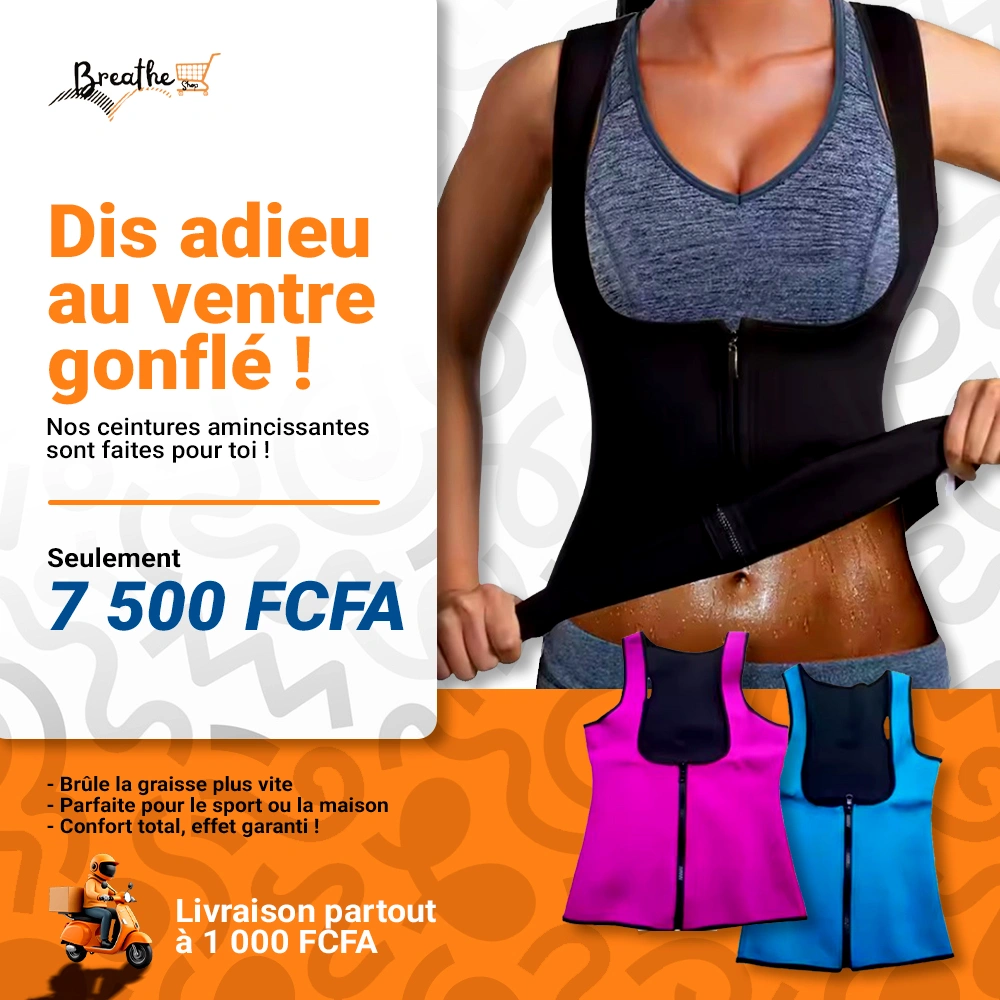 Breathe
Shop
Dis adieu
au ventre
gonflé !
Nos ceintures amincissantes
sont faites pour toi !
Seulement
7 500 FCFA
- Brûle la graisse plus vite
- Parfaite pour le sport ou la maison
- Confort total, effet garanti !
Livraison partout
à 1 000 FCFA